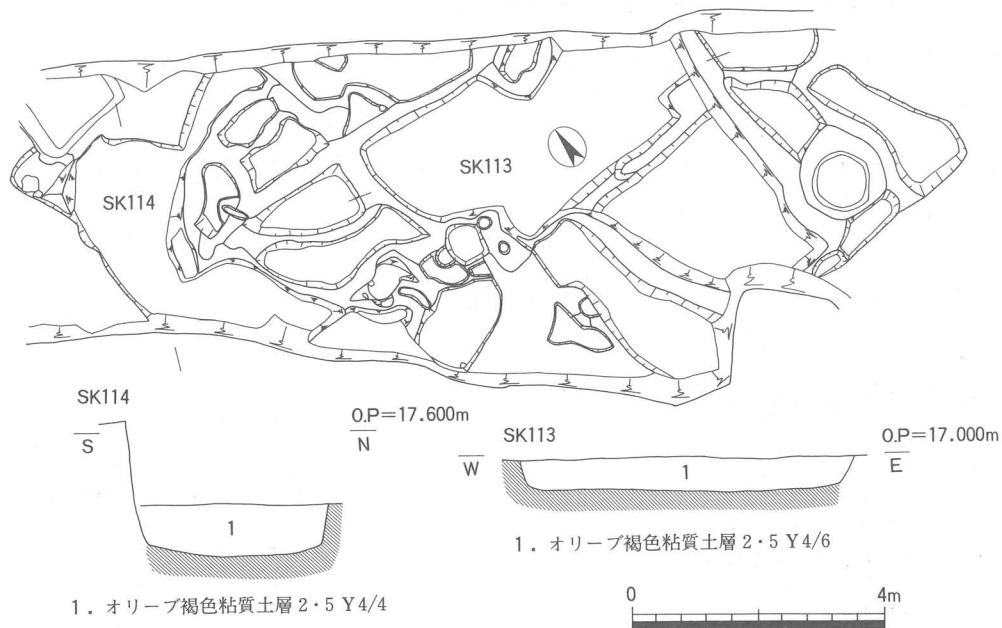 SK113
SK114
SK114
O.P=17.600m
S
N
1
1. オリーブ褐色粘質土層 2・5 Y 4/4
SK113
O.P=17.000m
W
E
1
1. オリーブ褐色粘質土層 2・5 Y 4/6
0 4m